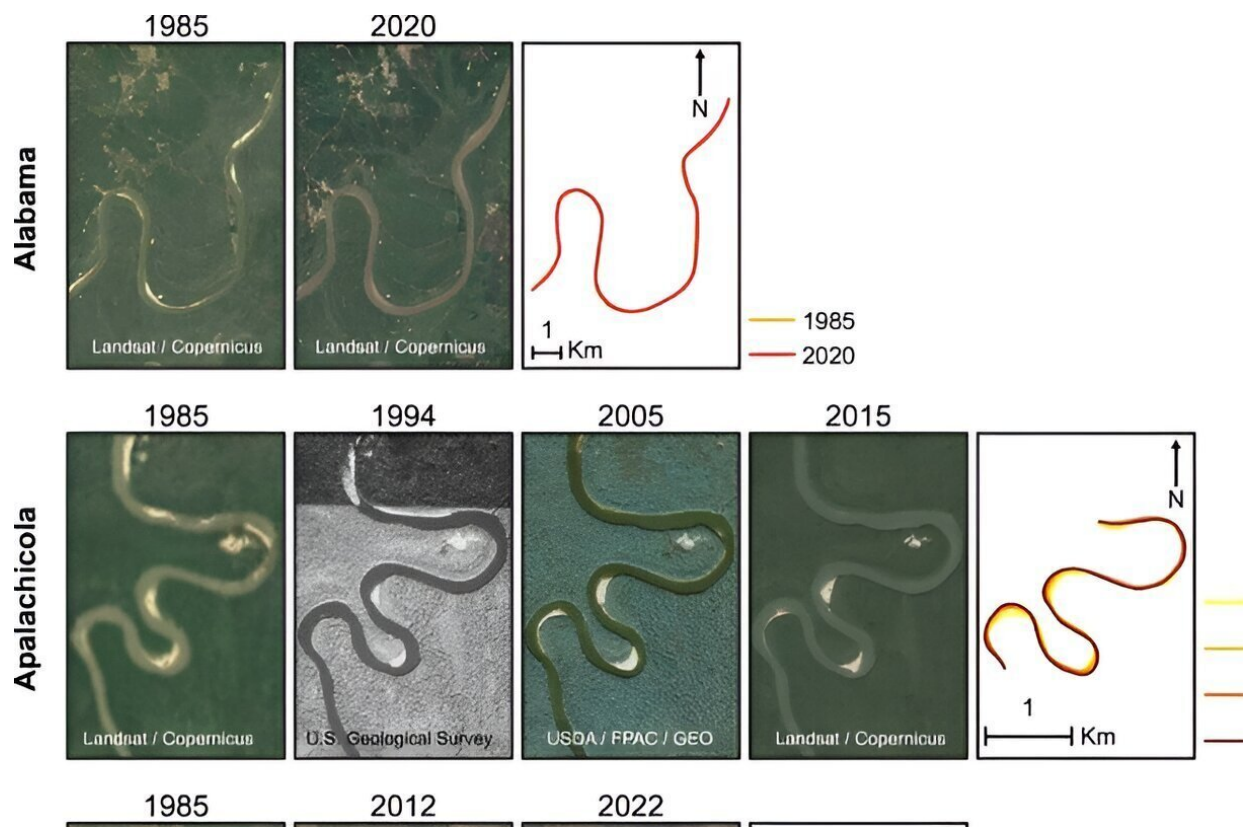 1985 2020
Alabama
N
1
Km
1985
2020
Landsat / Copernicus Landsat / Copernicus
1985 1994 2005 2015
Apalachicola
N
1
Km
Landsat / Copernicus U.S. Geological Survey USDA / FPAC / GEO Landsat / Copernicus
1985 2012 2022